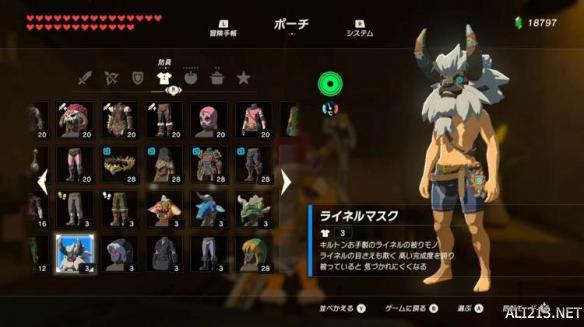 L ポーチ R 18797
冒険手帳 システム
防具
20 20 20 20 20 20
28 28 28 28
16 3 3 3 3 3
12 3 3 3 3 28
ライネルマスク
3
キルトンお手製のライネルの被りモノ
ライネルの目さえも欺く 高い完成度を誇り
被っていると 気づかれにくくなる
並べかえる Y ゲームに戻る B 選ぶ A
ALI213.NET